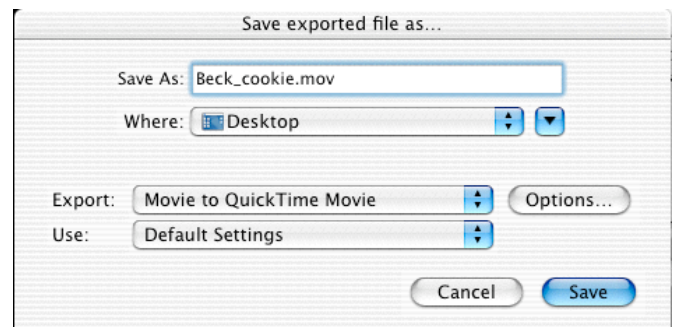 Save exported file as...
Save As: Beck_cookie.mov
Where: Desktop
Export: Movie to QuickTime Movie Options...
Use: Default Settings
Cancel Save